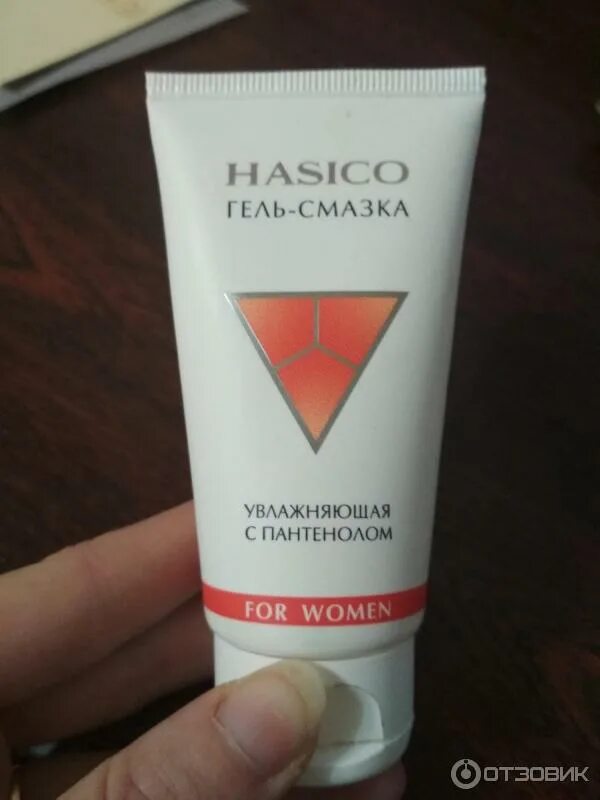 HASICO
ГЕЛЬ-СМАЗКА
УВЛАЖНЯЮЩАЯ
С ПАНТЕНОЛОМ
FOR WOMEN
ОТЗОВИК